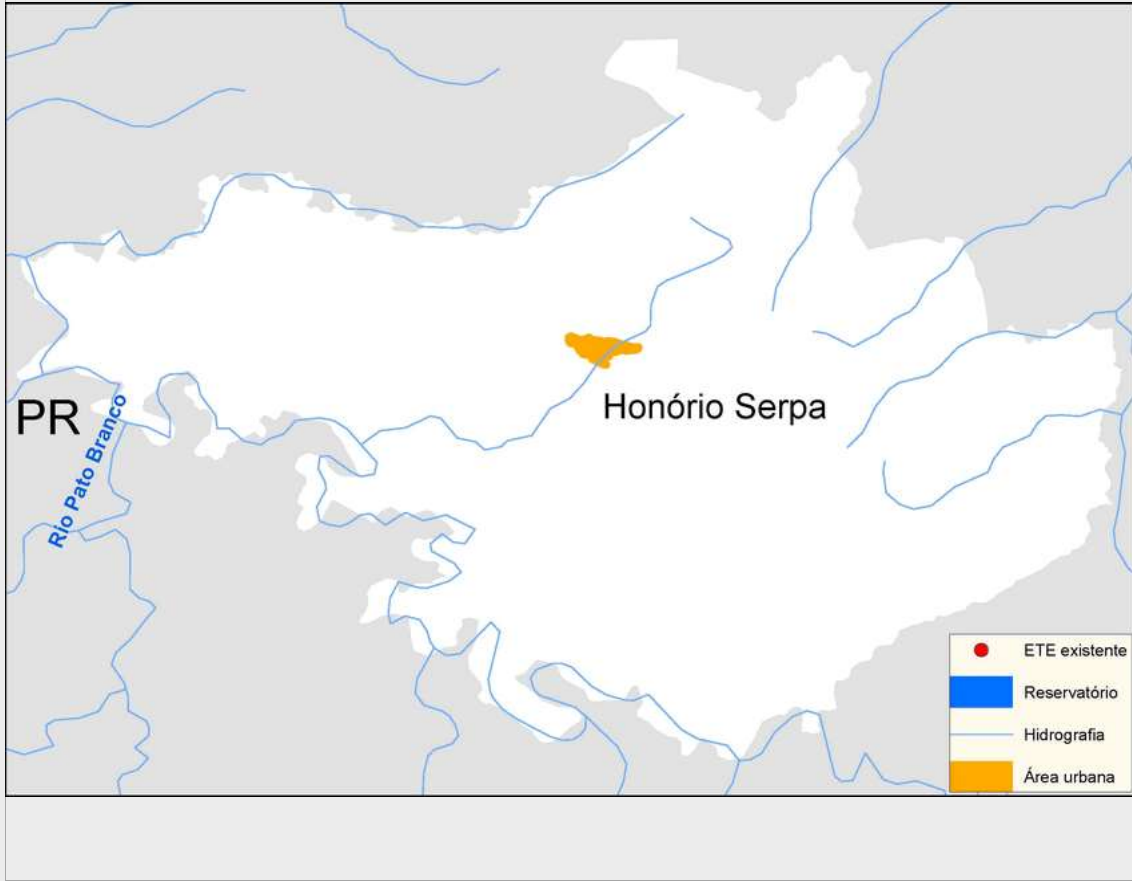 PR
Rio Pato Branco
Honório Serpa
ETE existente
Reservatório
Hidrografia
Área urbana